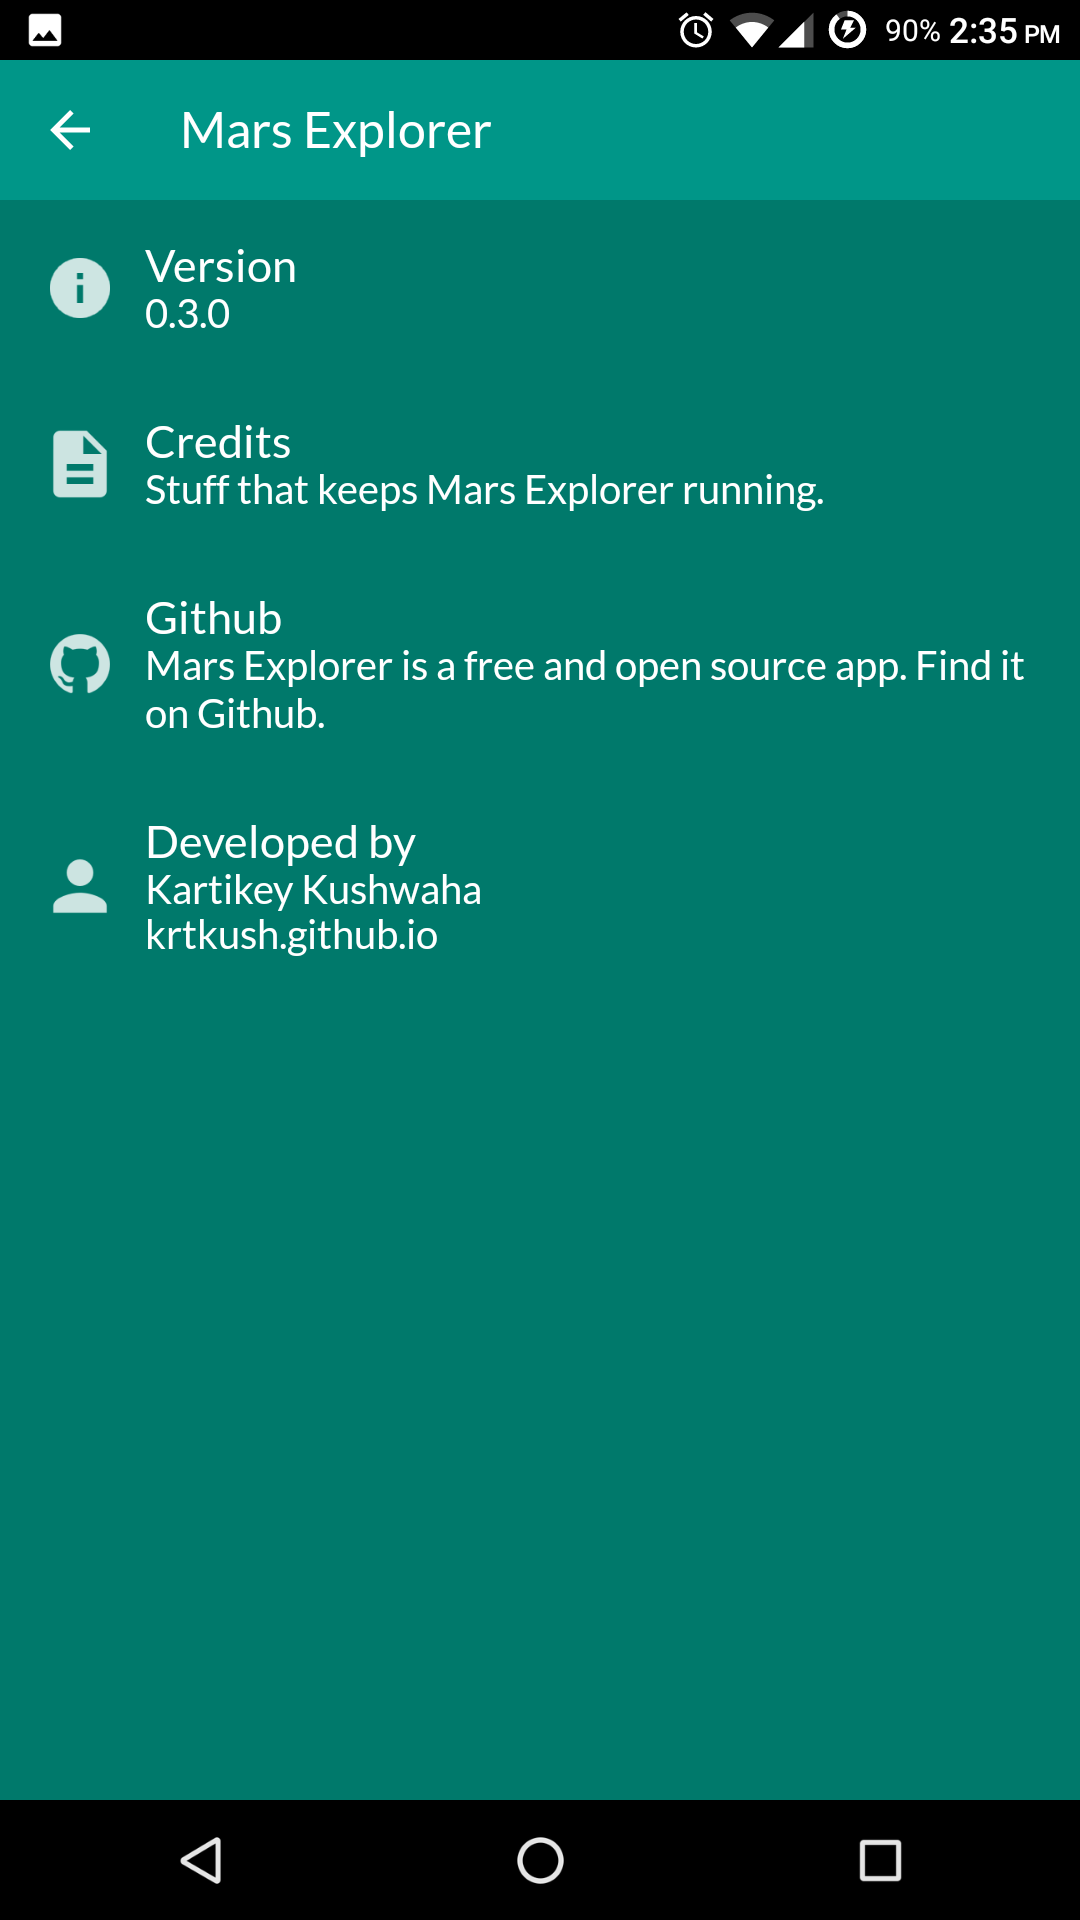 90% 2:35 PM
Mars Explorer
Version
0.3.0
Credits
Stuff that keeps Mars Explorer running.
Github
Mars Explorer is a free and open source app. Find it
on Github.
Developed by
Kartikey Kushwaha
krtkush.github.io